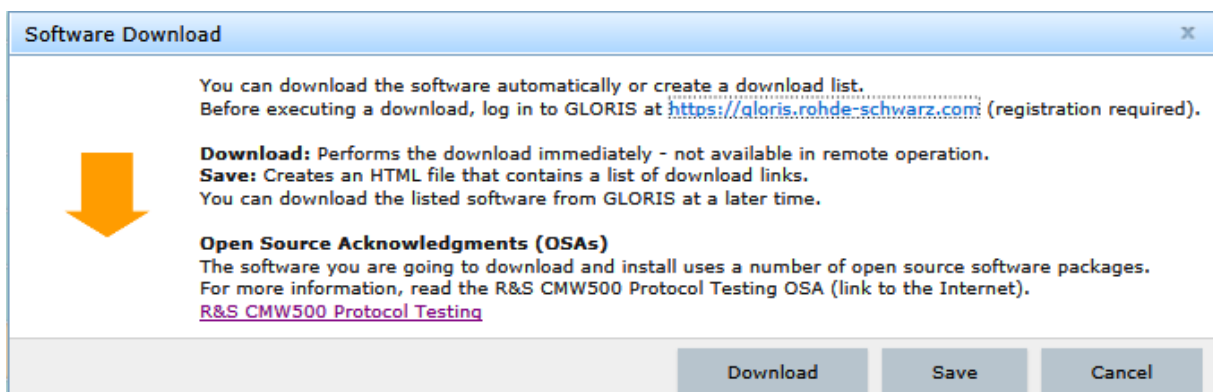 Software Download
x
You can download the software automatically or create a download list.
Before executing a download, log in to GLORIS at https://gloris.rohde-schwarz.com (registration required).
Download: Performs the download immediately - not available in remote operation.
Save: Creates an HTML file that contains a list of download links.
You can download the listed software from GLORIS at a later time.
Open Source Acknowledgments (OSAs)
The software you are going to download and install uses a number of open source software packages.
For more information, read the R&S CMW500 Protocol Testing OSA (link to the Internet).
R&S CMW500 Protocol Testing
Download Save Cancel